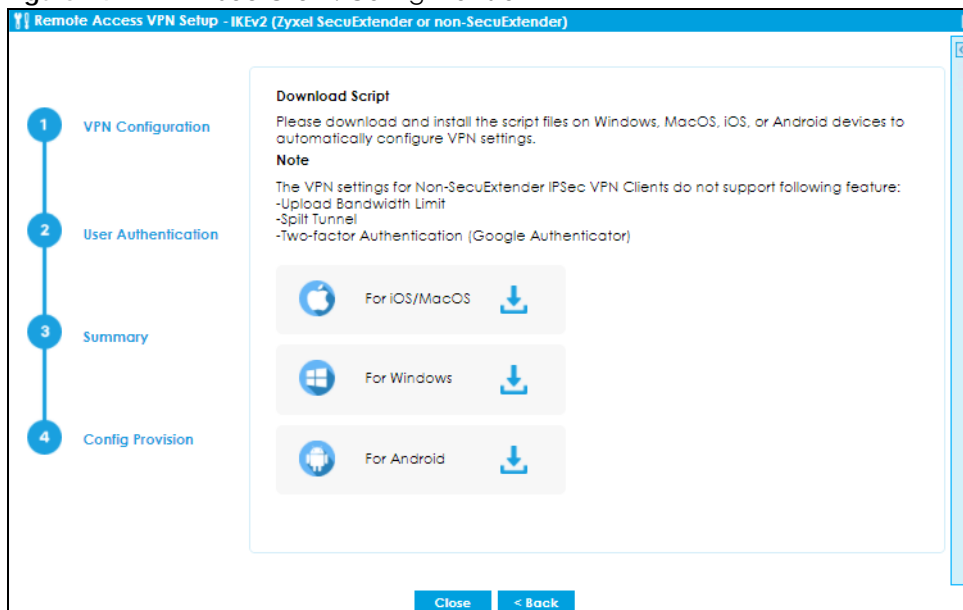 Remote Access VPN Setup - IKEv2 (Zyxel SecuExtender or non-SecuExtender)
1 VPN Configuration
2 User Authentication
3 Summary
4 Config Provision
Download Script
Please download and install the script files on Windows, MacOS, iOS, or Android devices to
automatically configure VPN settings.
Note
The VPN settings for Non-SecuExtender IPSec VPN Clients do not support following feature:
-Upload Bandwidth Limit
-Spilt Tunnel
-Two-factor Authentication (Google Authenticator)
For iOS/MacOS
For Windows
For Android
Close
< Back